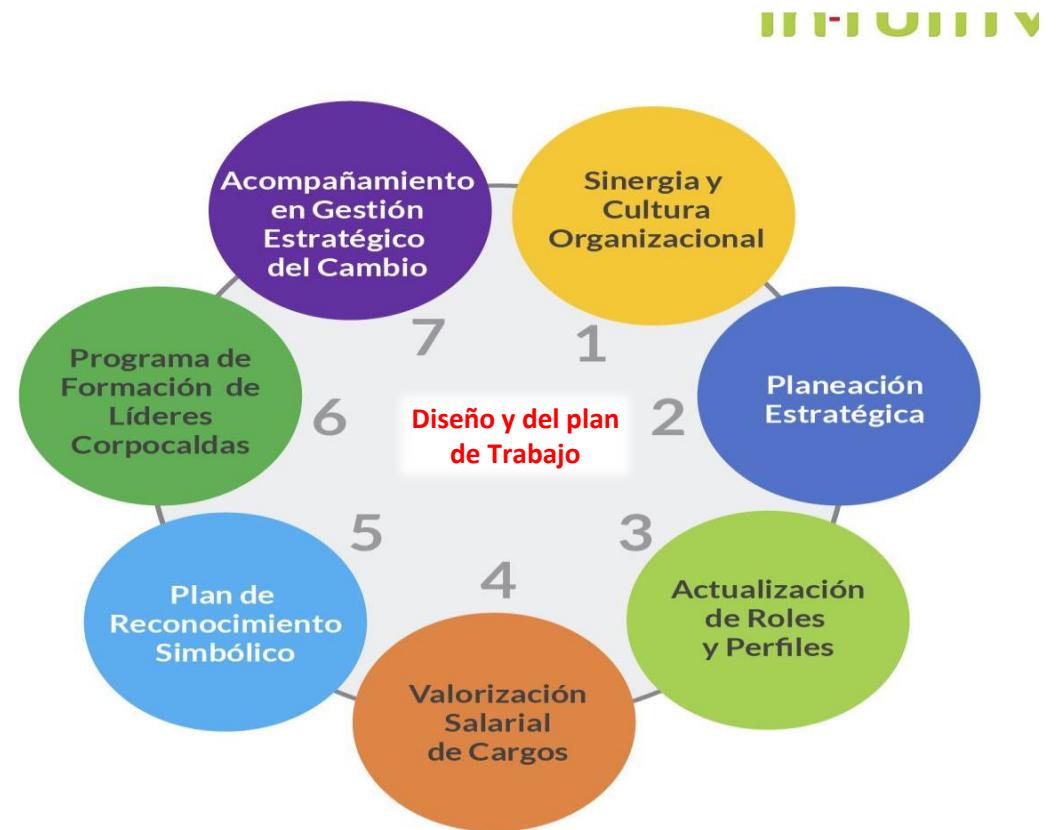 Acompañamiento
en Gestión
Estratégico
del Cambio
Sinergia y
Cultura
Organizacional
Programa de
Formación de
Líderes
Corpocaldas
7
1
Planeación
Estratégica
6
Diseño y del plan
de Trabajo
2
5
3
Plan de
Reconocimiento
Simbólico
4
Actualización
de Roles
y Perfiles
Valorización
Salarial
de Cargos